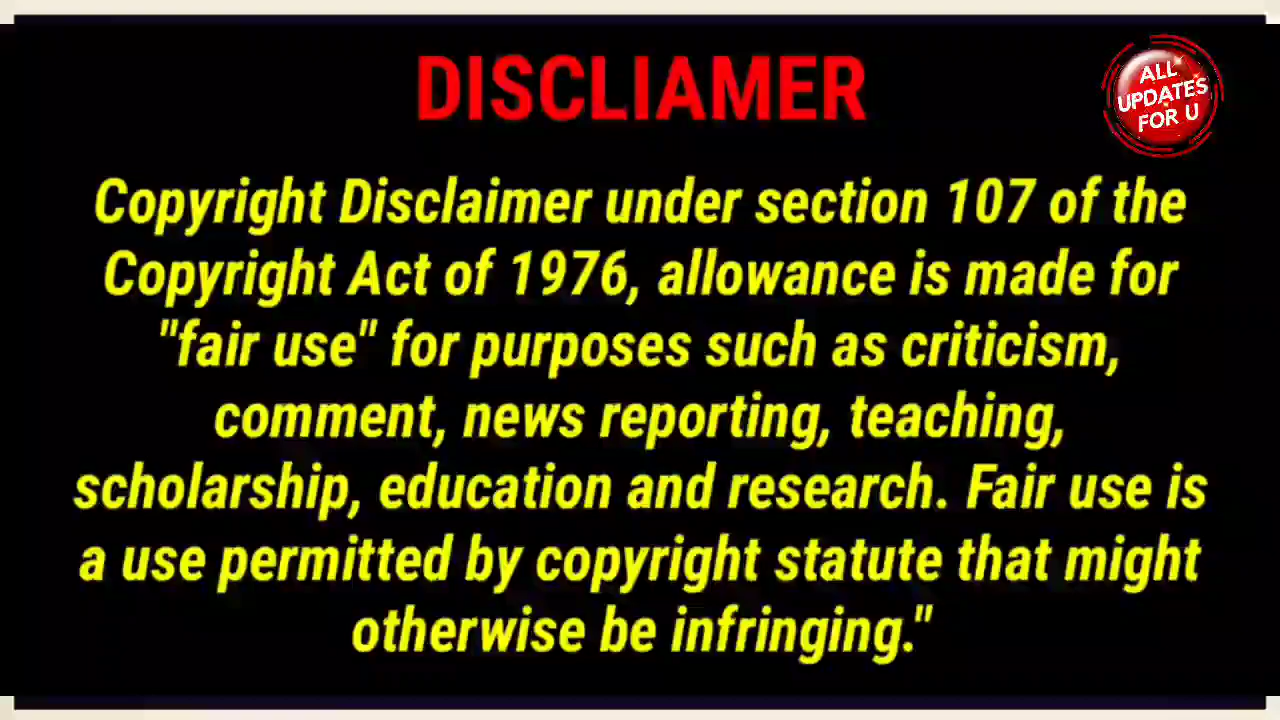 DISCLIAMER
ALL
UPDATES
FOR U
Copyright Disclaimer under section 107 of the
Copyright Act of 1976, allowance is made for
"fair use" for purposes such as criticism,
comment, news reporting, teaching,
scholarship, education and research. Fair use is
a use permitted by copyright statute that might
otherwise be infringing."